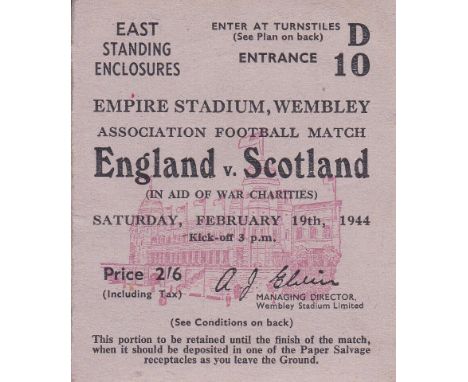 EAST
STANDING
ENCLOSURES
ENTER AT TURNSTILES
(See Plan on back)
D
ENTRANCE 10
EMPIRE STADIUM, WEMBLEY
ASSOCIATION FOOTBALL MATCH
England v. Scotland
(IN AID OF WAR CHARITIES)
SATURDAY, FEBRUARY 19th, 1944
Kick-off 3 p.m.
Price 2/6
(Including Tax)
A J Elvin
MANAGING DIRECTOR,
Wembley Stadium Limited
(See Conditions on back)
This portion to be retained until the finish of the match,
when it should be deposited in one of the Paper Salvage
receptacles as you leave the Ground.